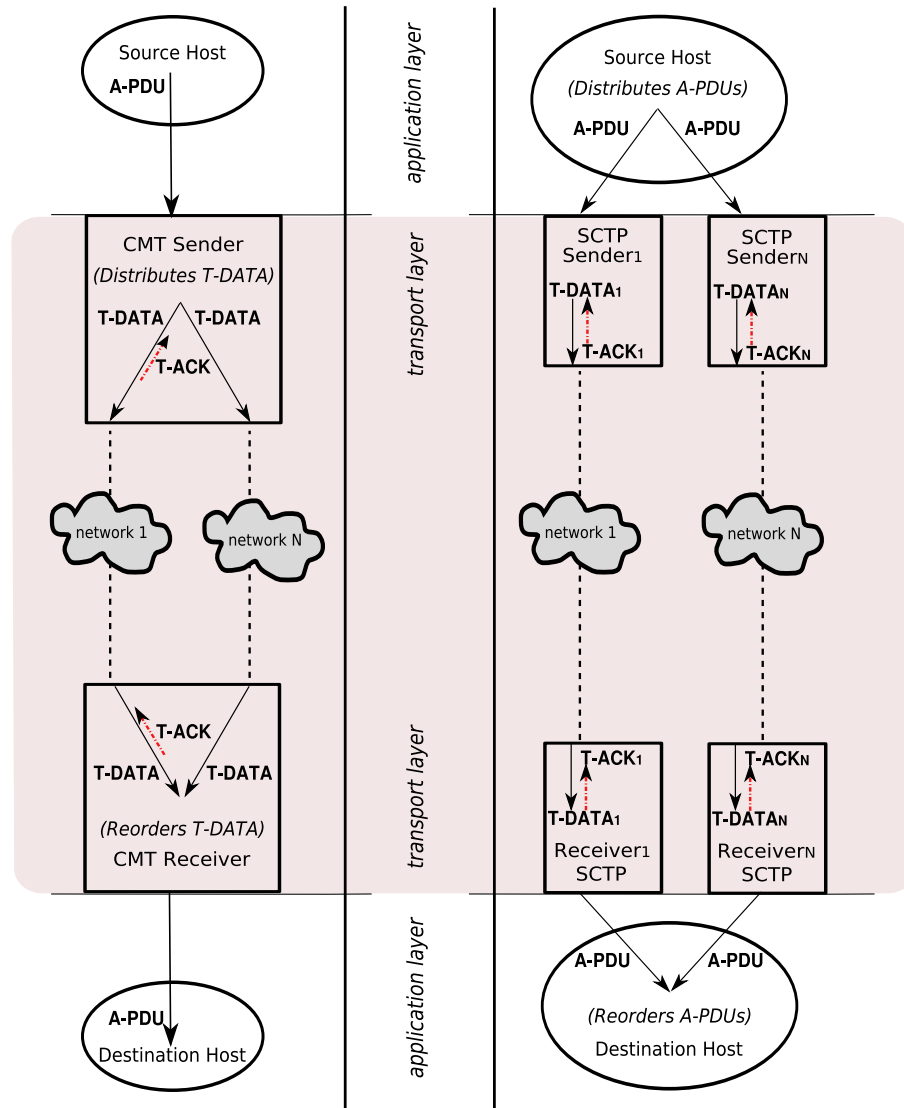 Source Host
A-PDU
CMT Sender
(Distributes T-DATA)
T-DATA T-DATA
T-ACK
network 1
network N
T-ACK
T-DATA T-DATA
(Reorders T-DATA)
CMT Receiver
A-PDU
Destination Host
application layer
transport layer
transport layer
application layer
Source Host
(Distributes A-PDUs)
A-PDU A-PDU
SCTP
Sender1
T-DATA1
T-ACK1
SCTP
SenderN
T-DATAN
T-ACKN
network 1
network N
T-ACK1
T-DATA1
Receiver1
SCTP
T-ACKN
T-DATAN
ReceiverN
SCTP
A-PDU A-PDU
(Reorders A-PDUs)
Destination Host